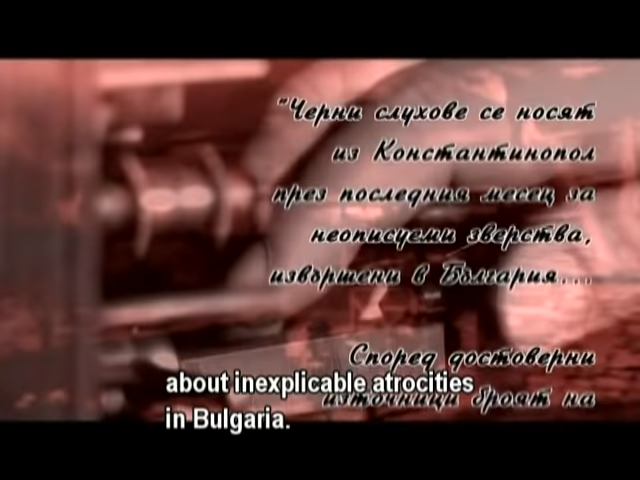 "Черни слухове се носят
из Константинопол
през последния месец за
неописуеми зверства,
извършени в България...
Според достоверни
източници броят на
about inexplicable atrocities
in Bulgaria.